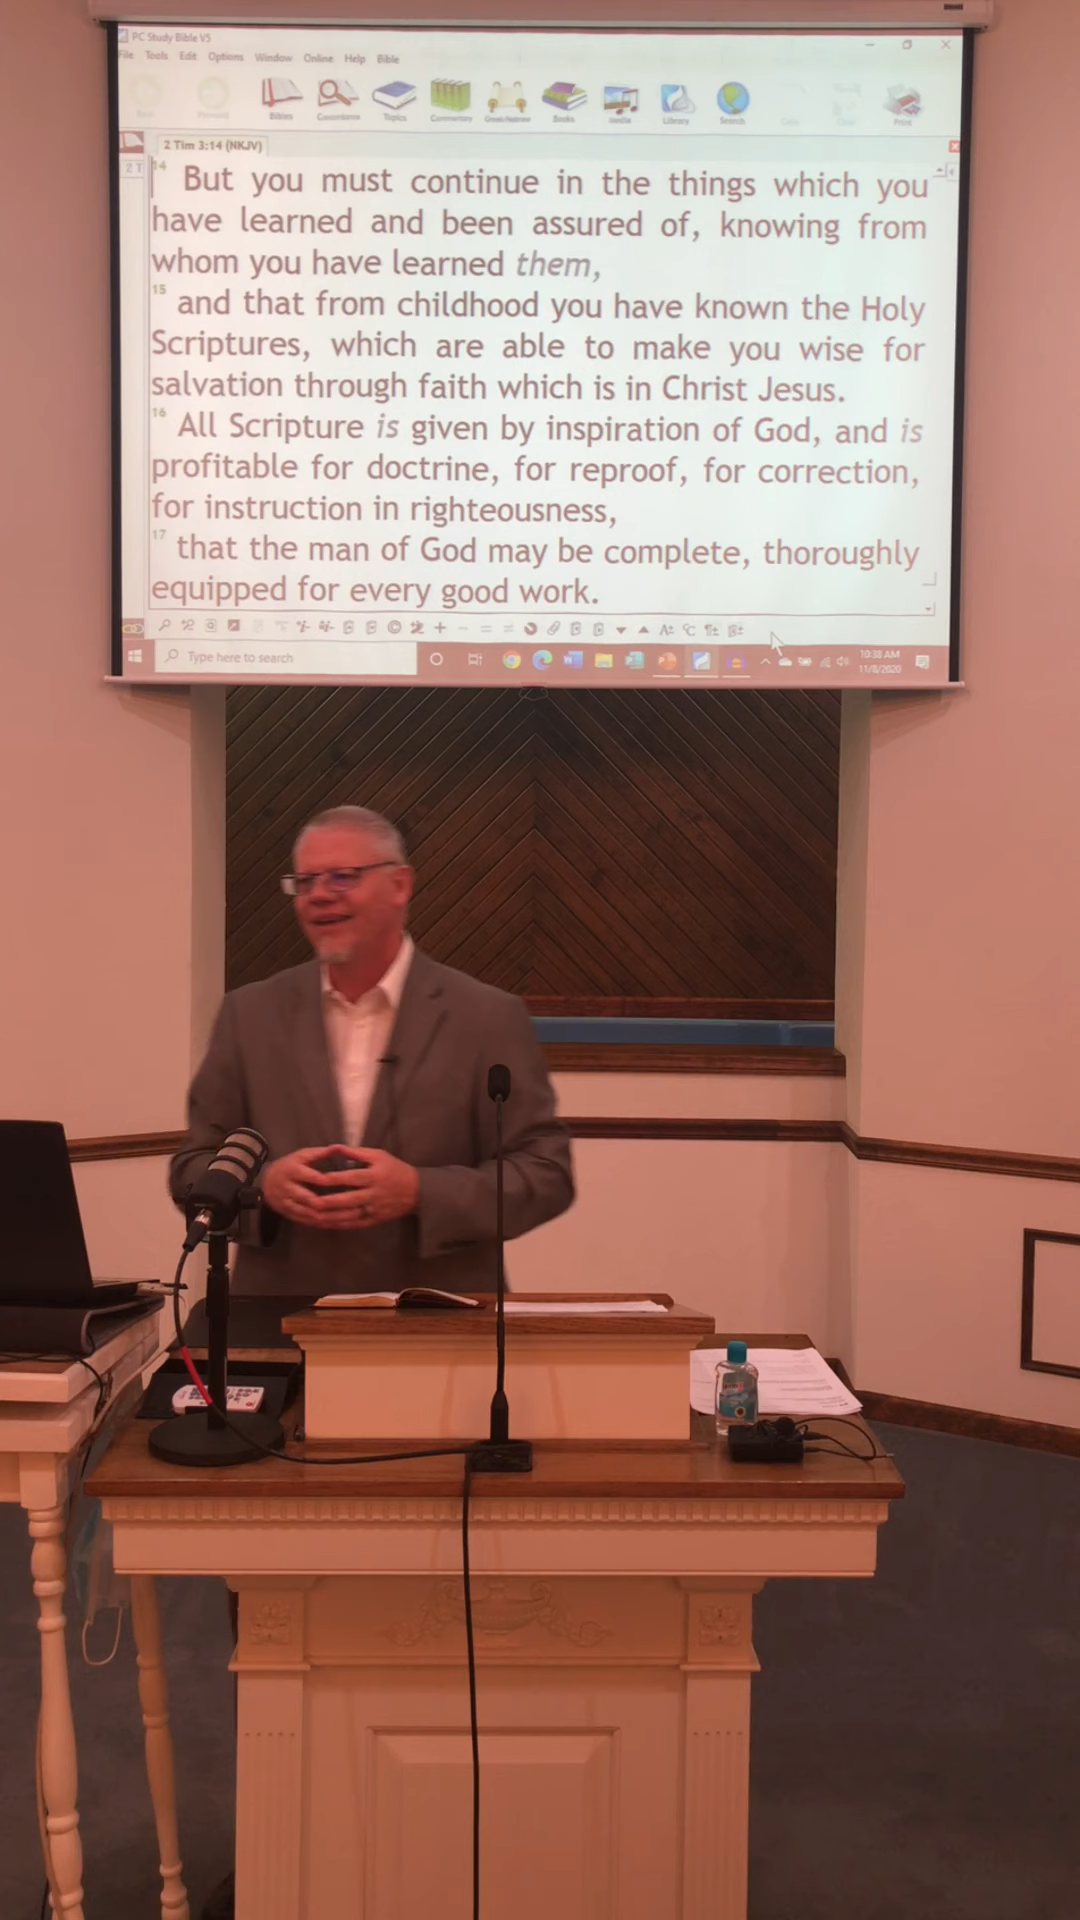 PC Study Bible V5
File Tools Edit Options Window Online Help Bible
Bibles Concordance Topics Commentary Greek/Hebrew Books Media Library Search Print
2 Tim 3:14 (NKJV)
2 T
14 But you must continue in the things which you
have learned and been assured of, knowing from
whom you have learned them,
15 and that from childhood you have known the Holy
Scriptures, which are able to make you wise for
salvation through faith which is in Christ Jesus.
16 All Scripture is given by inspiration of God, and is
profitable for doctrine, for reproof, for correction,
for instruction in righteousness,
17 that the man of God may be complete, thoroughly
equipped for every good work.
Type here to search
10:38 AM
11/8/2020